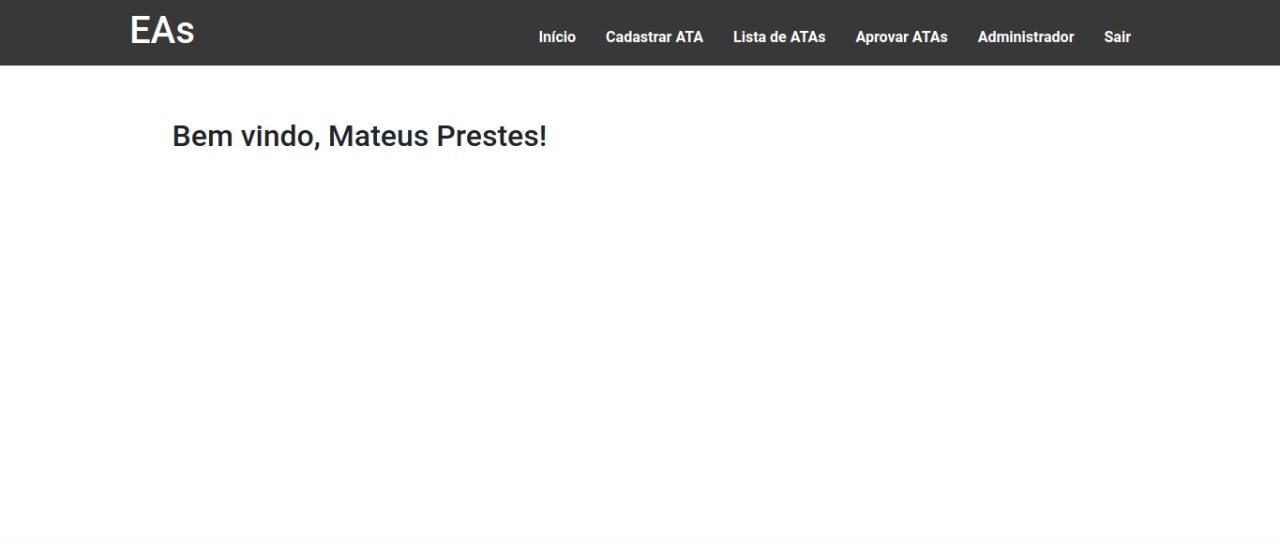 EAs
Início Cadastrar ATA Lista de ATAs Aprovar ATAs Administrador Sair
Bem vindo, Mateus Prestes!